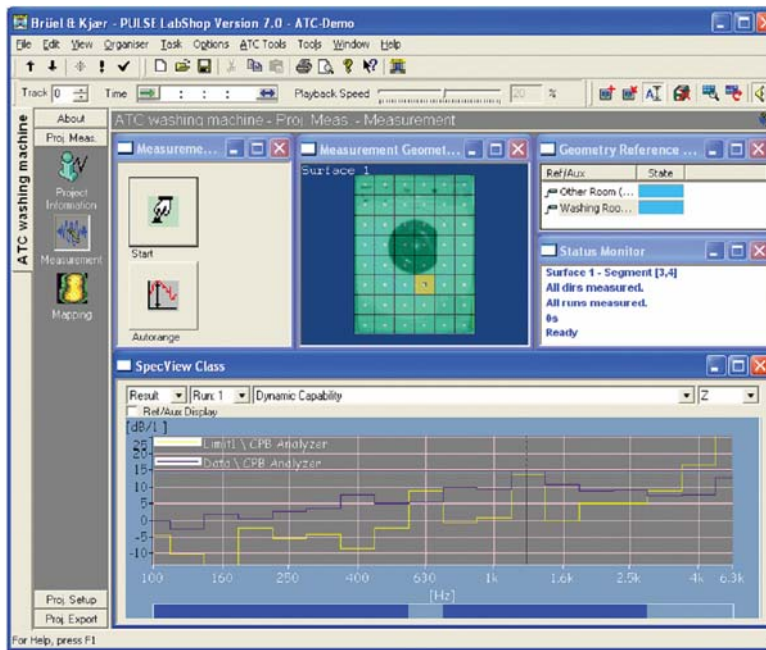 Brüel & Kjær - PULSE LabShop Version 7.0 - ATC-Demo
File Edit View Organiser Task Options ATC Tools Tools Window Help
Track 0 Time : : : Playback Speed 20 %
ATC washing machine
About
Proj. Meas.
Project Information
Measurement
Mapping
Proj. Setup
Proj. Export
ATC washing machine - Proj. Meas. - Measurement
Measureme...
Start
Autorange
Measurement Geomet...
Surface 1
Geometry Reference ...
Ref/Aux State
Other Room (...
Washing Roo...
Status Monitor
Surface 1 - Segment [3,4]
All dirs measured.
All runs measured.
0s
Ready
SpecView Class
Result Run: 1 Dynamic Capability Z
Ref/Aux Display
[dB/1 ]
Limit1 \ CPB Analyzer
Data \ CPB Analyzer
25
20
15
10
5
0
-5
-10
100 160 250 400 630 1k 1.6k 2.5k 4k 6.3k
[Hz]
For Help, press F1